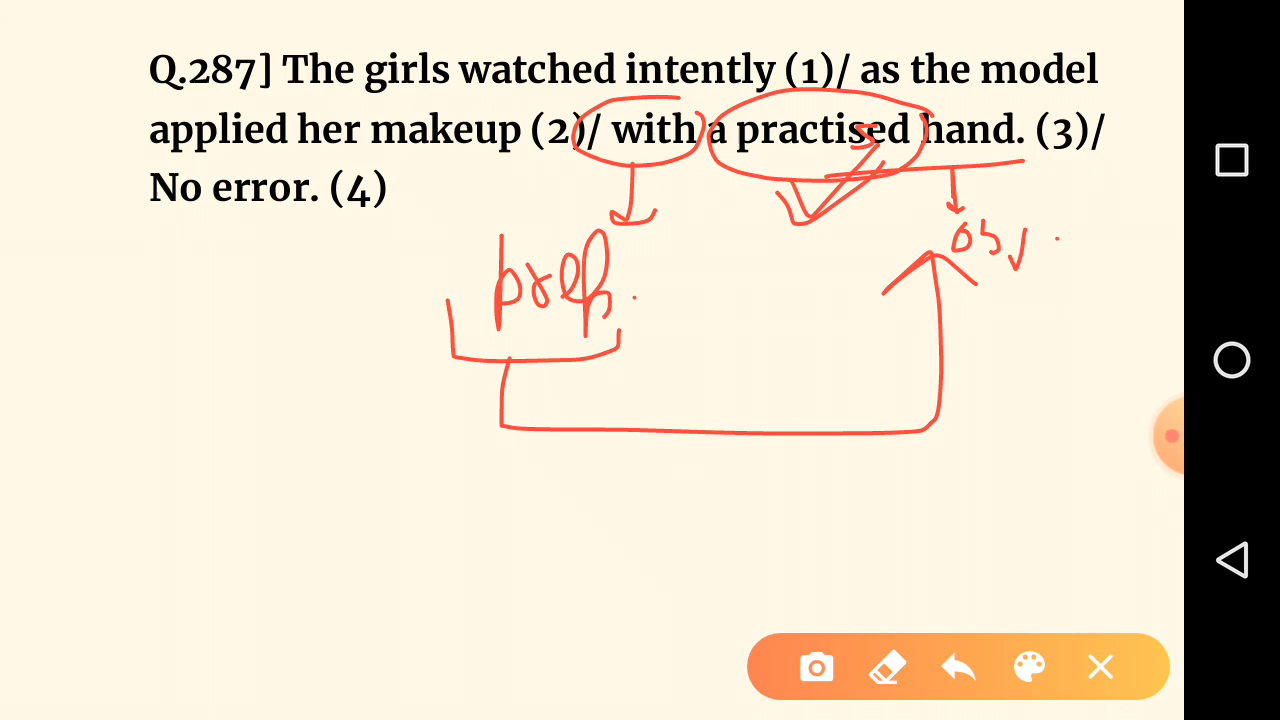 Q.287] The girls watched intently (1)/ as the model
applied her makeup (2)/ with a practised hand. (3)/
No error. (4)
S
prep.
obj.